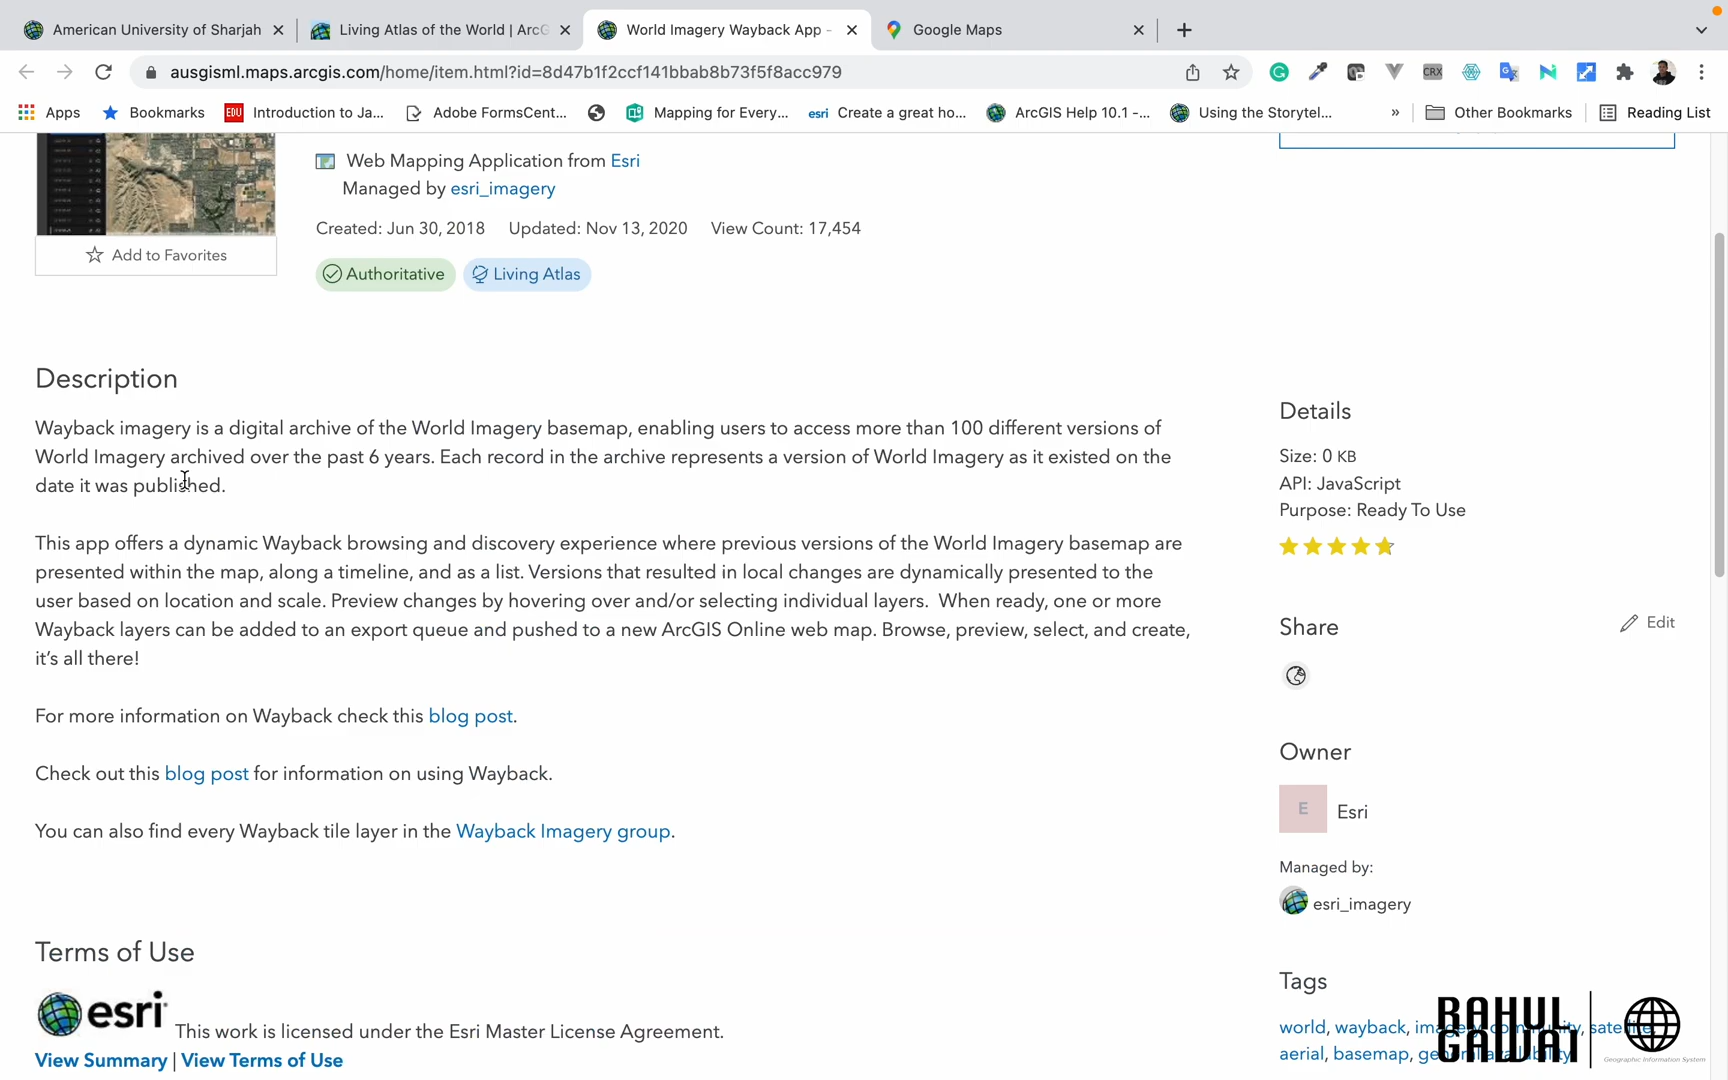 American University of Sharjah
Living Atlas of the World | ArcG
World Imagery Wayback App -
Google Maps
ausgisml.maps.arcgis.com/home/item.html?id=8d47b1f2ccf141bbab8b73f5f8acc979
Apps
Bookmarks
EDU Introduction to Ja...
Adobe FormsCent...
Mapping for Every...
esri Create a great ho...
ArcGIS Help 10.1 -...
Using the Storytel...
»
Other Bookmarks
Reading List
CRX
Web Mapping Application from Esri
Managed by esri_imagery
Created: Jun 30, 2018 Updated: Nov 13, 2020 View Count: 17,454
Add to Favorites
Authoritative
Living Atlas
Description
Wayback imagery is a digital archive of the World Imagery basemap, enabling users to access more than 100 different versions of
World Imagery archived over the past 6 years. Each record in the archive represents a version of World Imagery as it existed on the
date it was published.
This app offers a dynamic Wayback browsing and discovery experience where previous versions of the World Imagery basemap are
presented within the map, along a timeline, and as a list. Versions that resulted in local changes are dynamically presented to the
user based on location and scale. Preview changes by hovering over and/or selecting individual layers.  When ready, one or more
Wayback layers can be added to an export queue and pushed to a new ArcGIS Online web map. Browse, preview, select, and create,
it's all there!
For more information on Wayback check this blog post.
Check out this blog post for information on using Wayback.
You can also find every Wayback tile layer in the Wayback Imagery group.
Terms of Use
esri This work is licensed under the Esri Master License Agreement.
View Summary | View Terms of Use
Details
Size: 0 KB
API: JavaScript
Purpose: Ready To Use
Share
Edit
Owner
E Esri
Managed by:
esri_imagery
Tags
world, wayback, imagery, community, satellite,
aerial, basemap, general availability
RAHUL
GAWAI
Geographic Information System